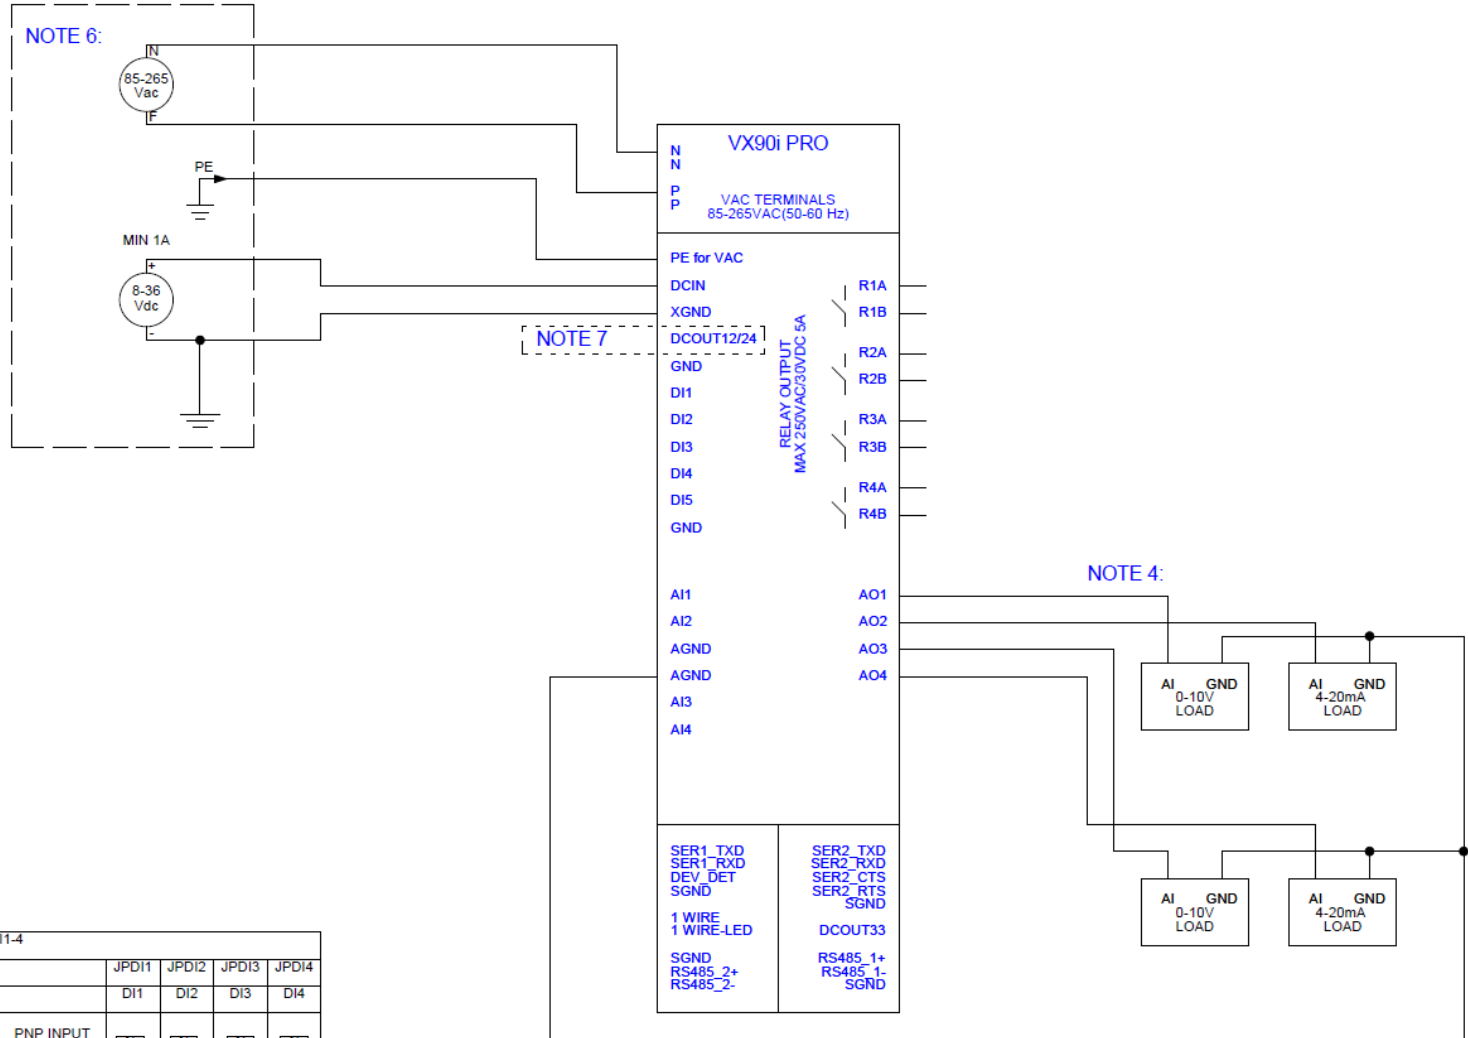 NOTE 6:
N
85-265
Vac
F
PE
MIN 1A
+
8-36
Vdc
-
VX90i PRO
N
N
P
P
VAC TERMINALS
85-265VAC(50-60 Hz)
PE for VAC
DCIN
XGND
NOTE 7
DCOUT12/24
GND
DI1
DI2
DI3
DI4
DI5
GND
RELAY OUTPUT
MAX 250VAC/30VDC 5A
R1A
R1B
R2A
R2B
R3A
R3B
R4A
R4B
AI1
AI2
AGND
AGND
AI3
AI4
AO1
AO2
AO3
AO4
NOTE 4:
AI GND
0-10V
LOAD
AI GND
4-20mA
LOAD
AI GND
0-10V
LOAD
AI GND
4-20mA
LOAD
SER1_TXD
SER1_RXD
DEV_DET
SGND
1 WIRE
1 WIRE-LED
SGND
RS485_2+
RS485_2-
SER2_TXD
SER2_RXD
SER2_CTS
SER2_RTS
SGND
DCOUT33
RS485_1+
RS485_1-
SGND
I1-4
JPDI1 JPDI2 JPDI3 JPDI4
DI1 DI2 DI3 DI4
PNP INPUT